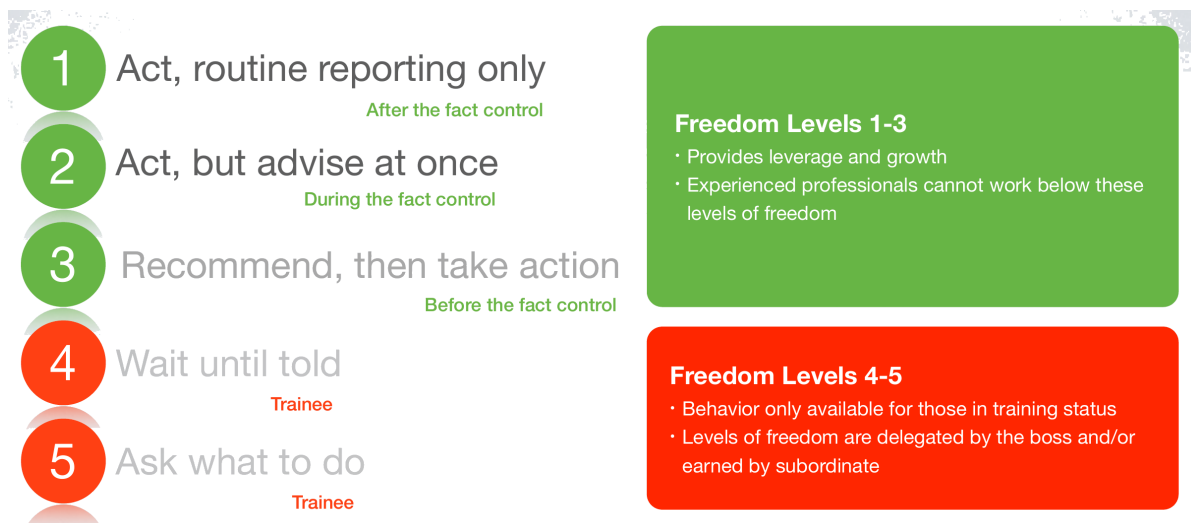 1
Act, routine reporting only
After the fact control
2
Act, but advise at once
During the fact control
3
Recommend, then take action
Before the fact control
4
Wait until told
Trainee
5
Ask what to do
Trainee
Freedom Levels 1-3
• Provides leverage and growth
• Experienced professionals cannot work below these
levels of freedom
Freedom Levels 4-5
• Behavior only available for those in training status
• Levels of freedom are delegated by the boss and/or
earned by subordinate